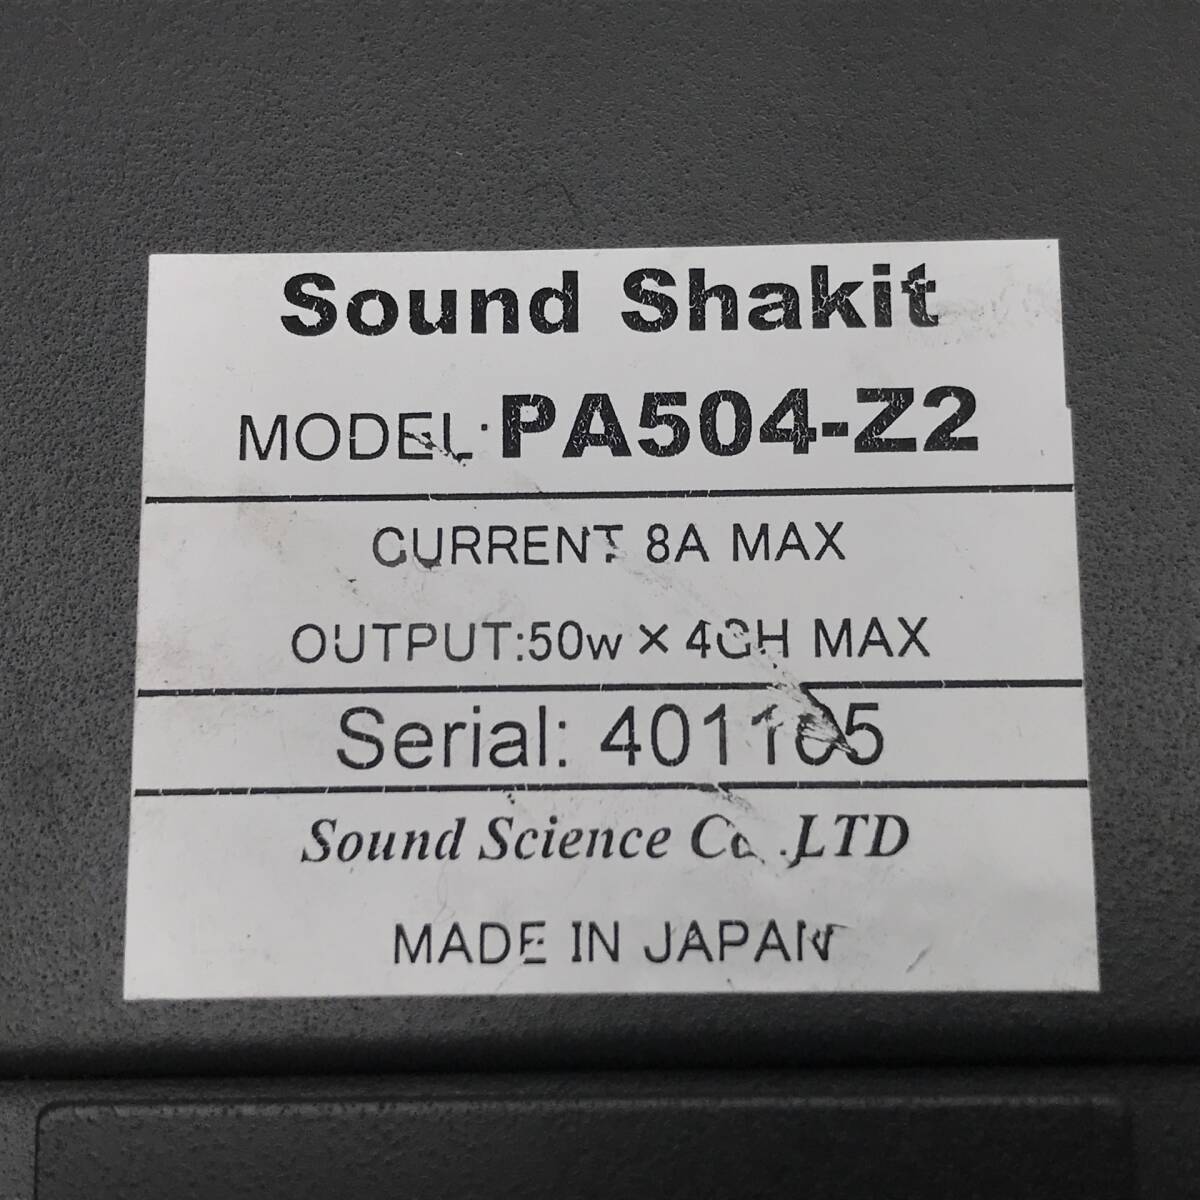 Sound Shakit
MODEL: PA504-Z2
CURRENT 8A MAX
OUTPUT:50w × 4CH MAX
Serial:
Sound Science Co.,LTD
MADE IN JAPAN